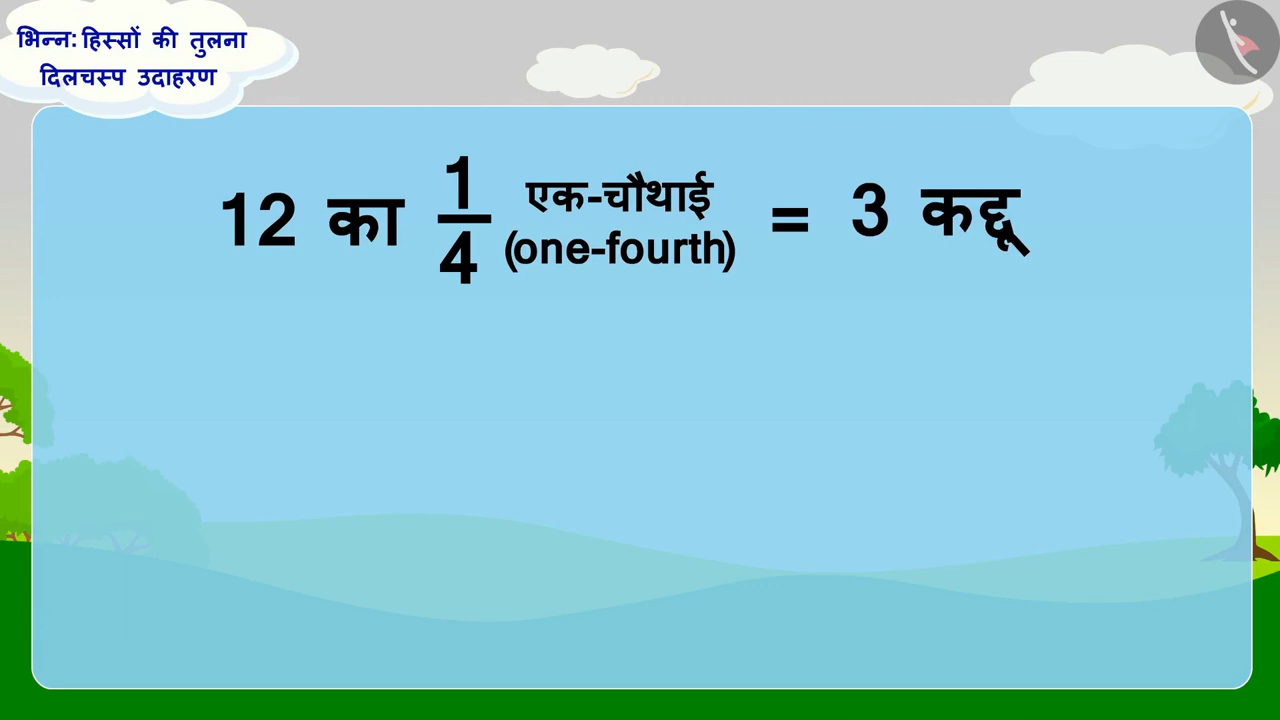 भिन्न: हिस्सों की तुलना
दिलचस्प उदाहरण
12 का 1/4 एक-चौथाई (one-fourth) = 3 कद्दू